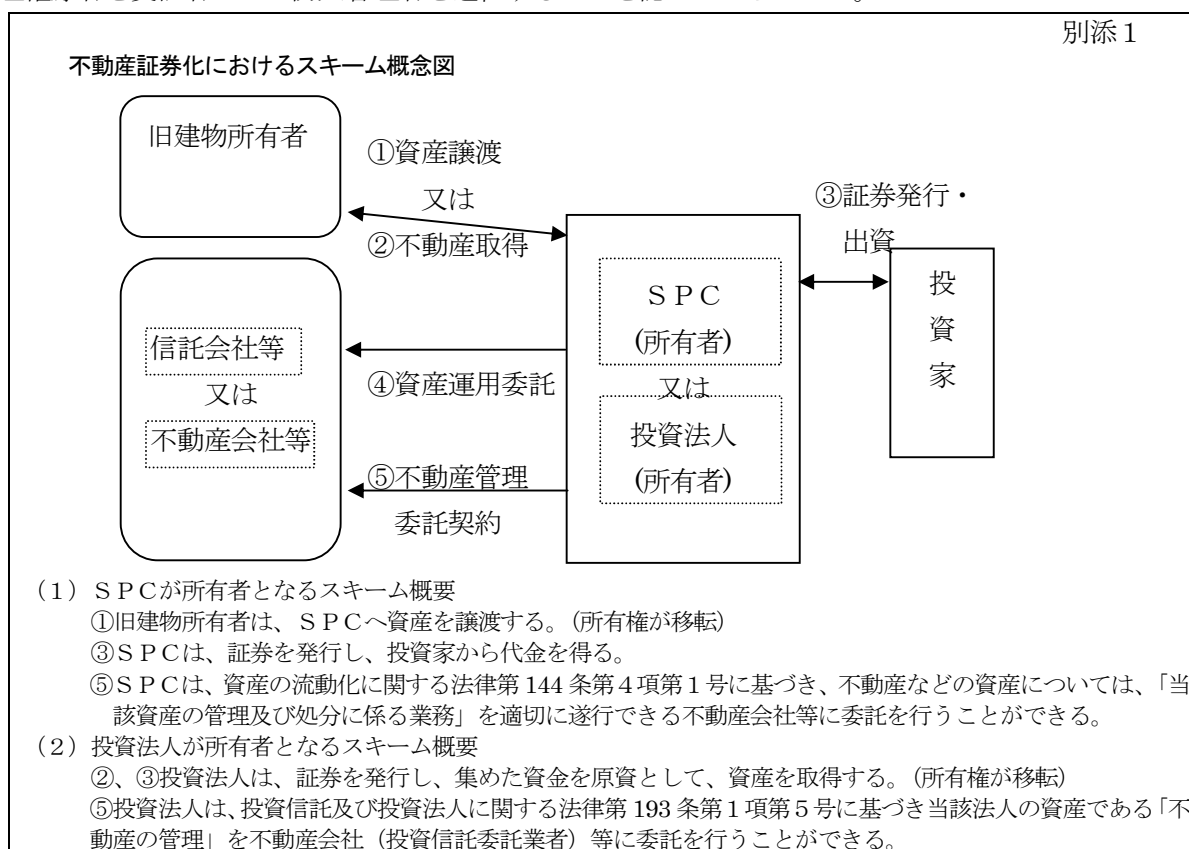 別添１
不動産証券化におけるスキーム概念図
旧建物所有者
①資産譲渡
又は
②不動産取得
③証券発行・
出資
ＳＰＣ
(所有者)
又は
投資法人
(所有者)
投
資
家
信託会社等
又は
不動産会社等
④資産運用委託
⑤不動産管理
委託契約
（１）ＳＰＣが所有者となるスキーム概要
①旧建物所有者は、ＳＰＣへ資産を譲渡する。(所有権が移転)
③ＳＰＣは、証券を発行し、投資家から代金を得る。
⑤ＳＰＣは、資産の流動化に関する法律第 144 条第４項第１号に基づき、不動産などの資産については、「当
該資産の管理及び処分に係る業務」を適切に遂行できる不動産会社等に委託を行うことができる。
（２）投資法人が所有者となるスキーム概要
②、③投資法人は、証券を発行し、集めた資金を原資として、資産を取得する。(所有権が移転)
⑤投資法人は、投資信託及び投資法人に関する法律第 193 条第１項第５号に基づき当該法人の資産である「不
動産の管理」を不動産会社（投資信託委託業者）等に委託を行うことができる。